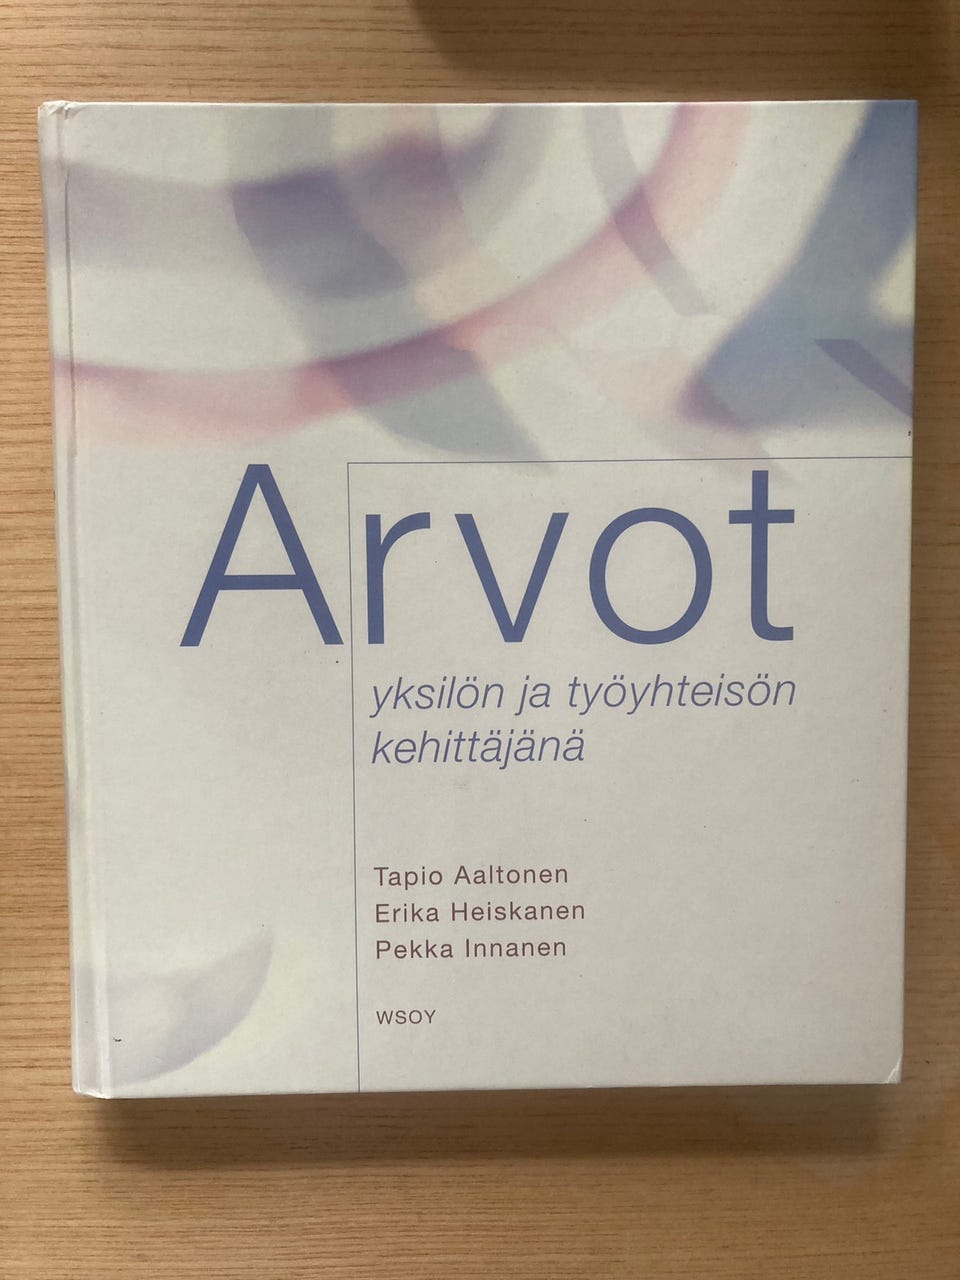 Arvot
yksilön ja työyhteisön
kehittäjänä
Tapio Aaltonen
Erika Heiskanen
Pekka Innanen
WSOY